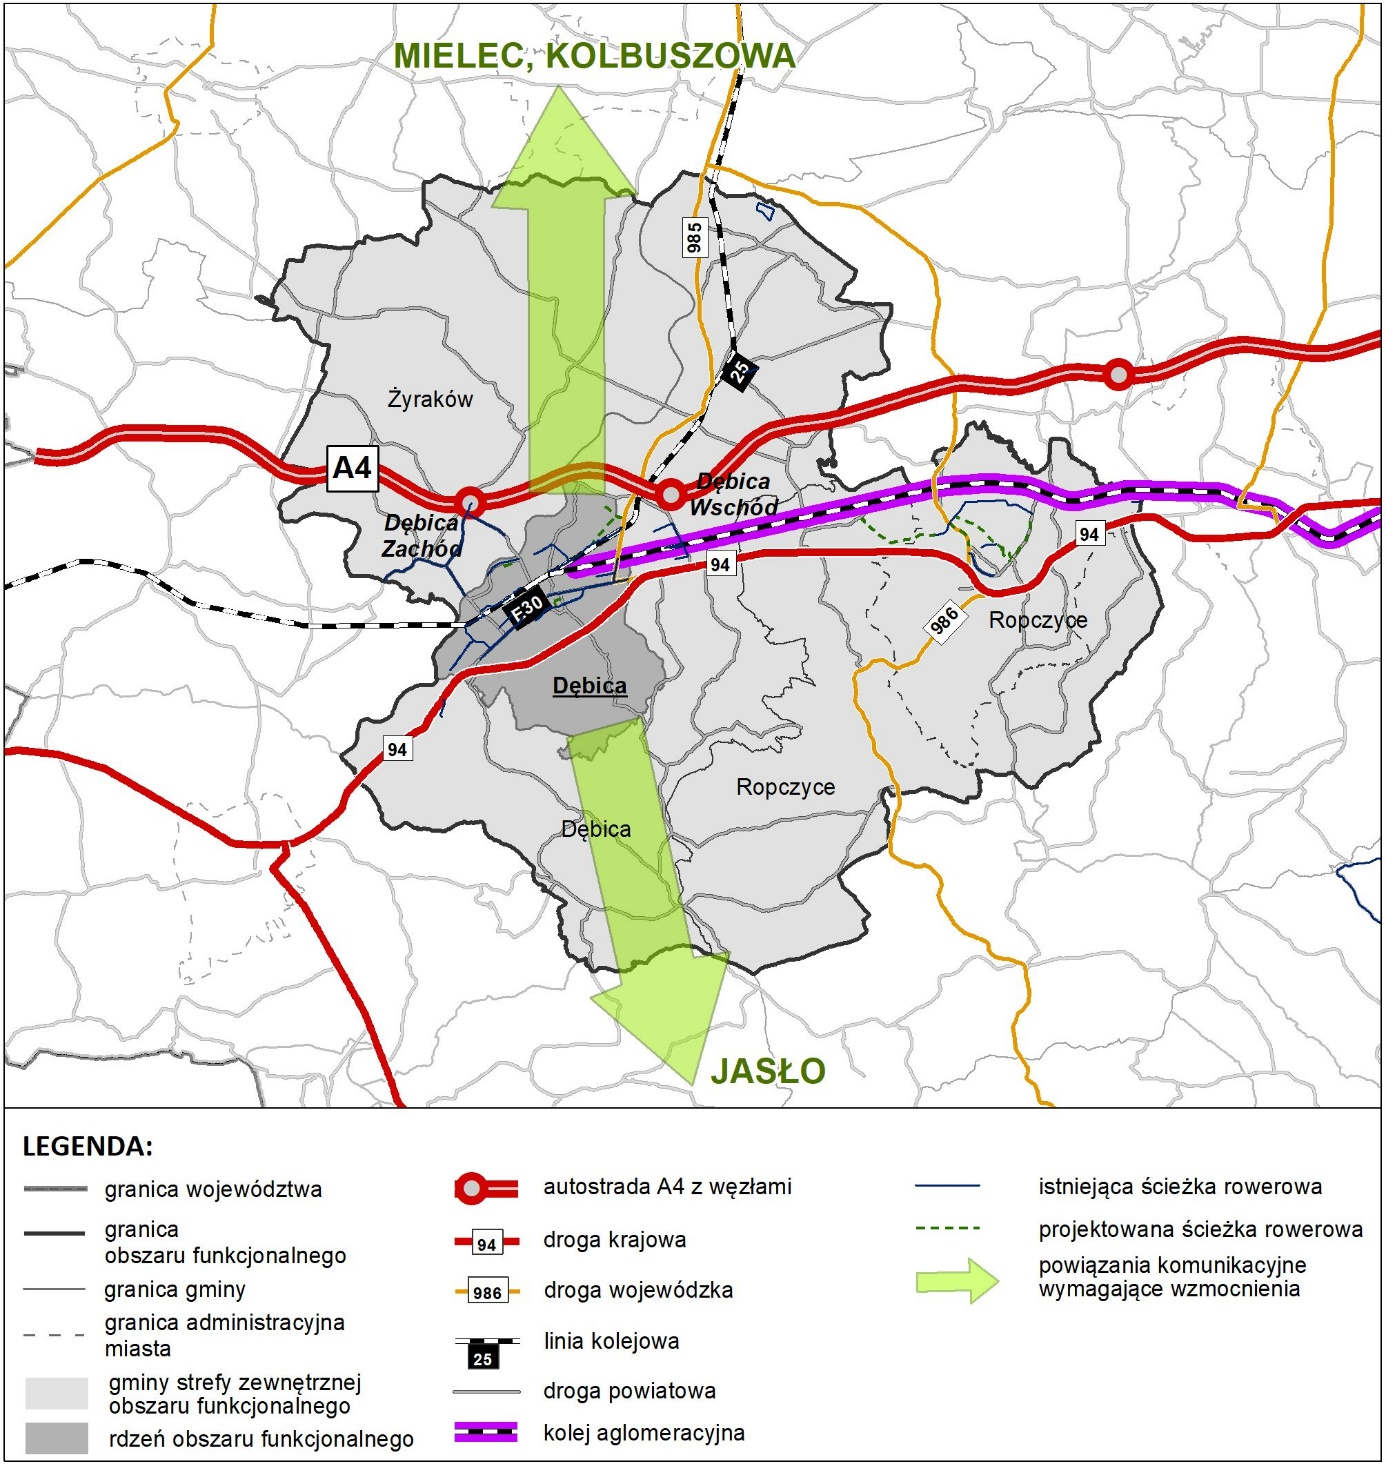 MIELEC, KOLBUSZOWA
985
25
Żyraków
A4
Dębica
Wschód
Dębica
Zachód
94
94
E30
986
Ropczyce
Dębica
94
Ropczyce
Dębica
JASŁO
LEGENDA:
granica województwa
granica
obszaru funkcjonalnego
granica gminy
granica administracyjna
miasta
gminy strefy zewnętrznej
obszaru funkcjonalnego
rdzeń obszaru funkcjonalnego
autostrada A4 z węzłami
94 droga krajowa
986 droga wojewódzka
linia kolejowa
25
droga powiatowa
kolej aglomeracyjna
istniejąca ścieżka rowerowa
projektowana ścieżka rowerowa
powiązania komunikacyjne
wymagające wzmocnienia